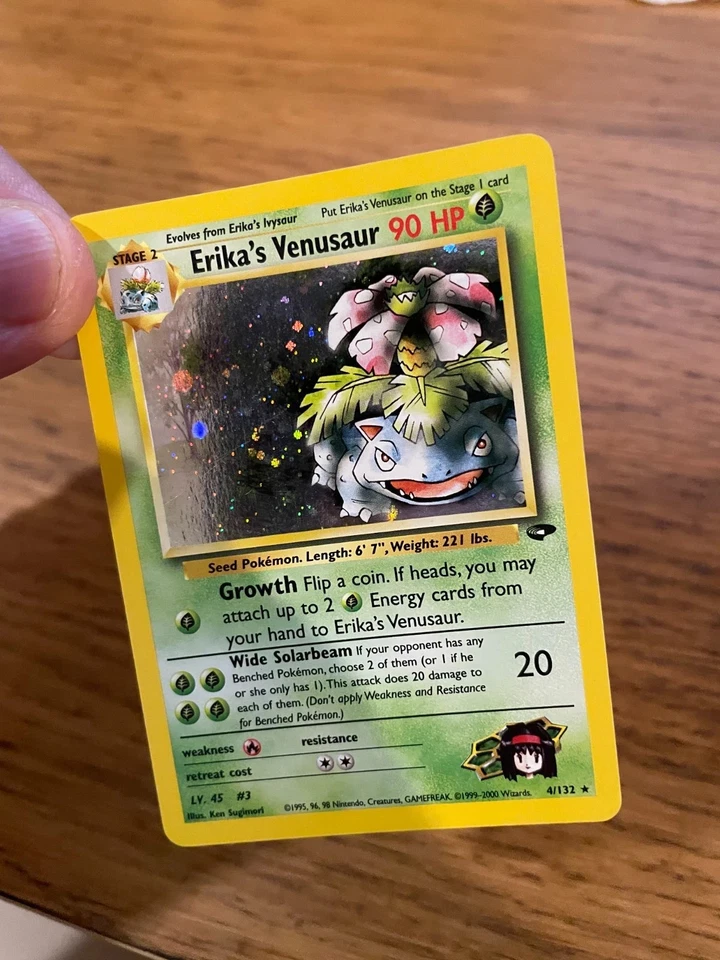 Evolves from Erika's Ivysaur Put Erika's Venusaur on the Stage 1 card
STAGE 2
Erika's Venusaur 90 HP
Seed Pokémon. Length: 6' 7", Weight: 221 lbs.
Growth Flip a coin. If heads, you may
attach up to 2 Energy cards from
your hand to Erika's Venusaur.
Wide Solarbeam If your opponent has any
Benched Pokémon, choose 2 of them (or 1 if he
or she only has 1). This attack does 20 damage to
each of them. (Don't apply Weakness and Resistance
for Benched Pokémon.)
20
weakness resistance
retreat cost
LV. 45 #3
Illus. Ken Sugimori ©1995, 96, 98 Nintendo, Creatures, GAMEFREAK. ©1999-2000 Wizards. 4/132 ★